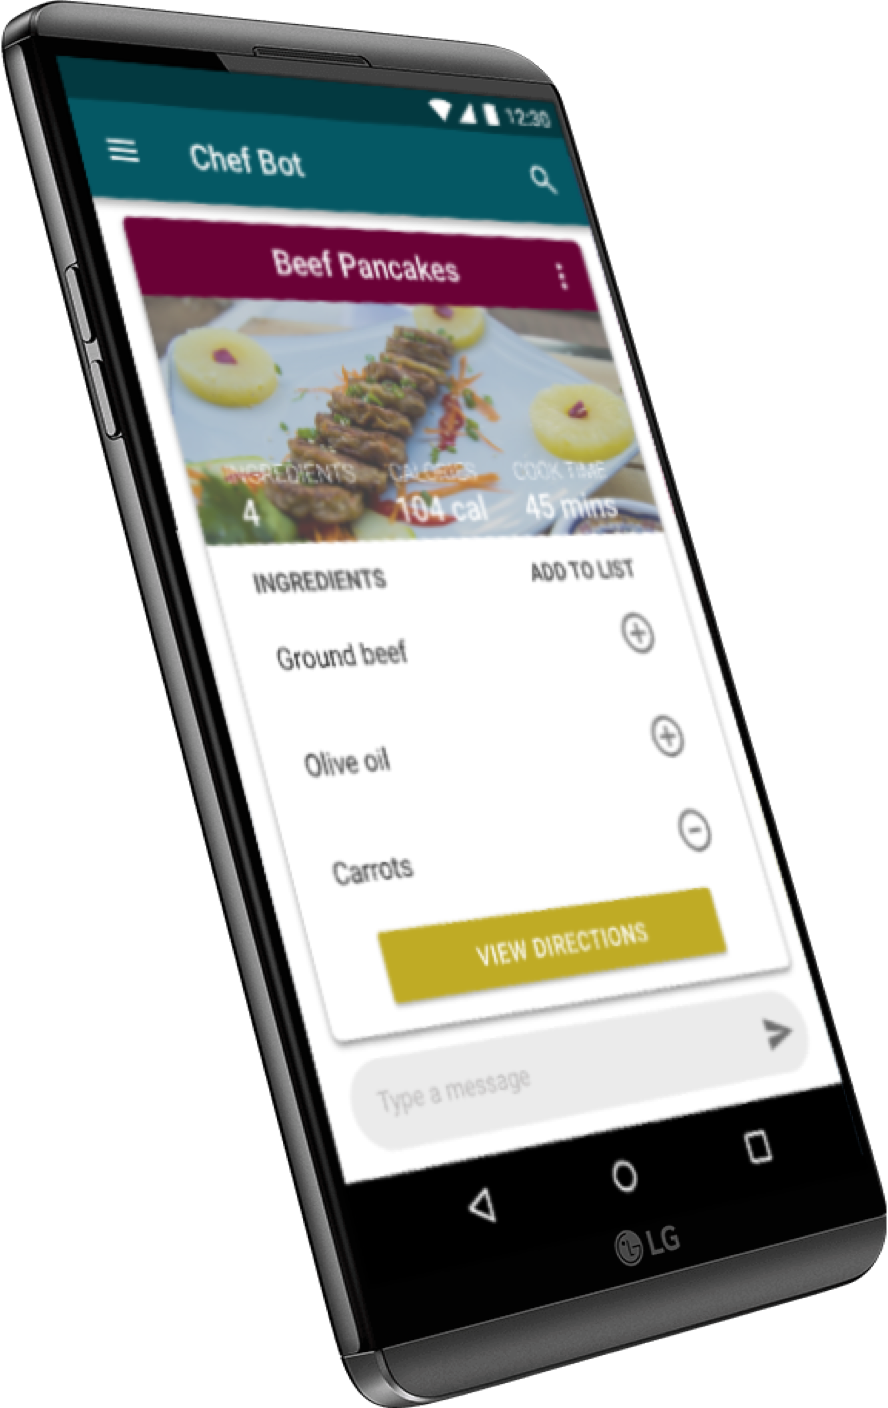 12:30
Chef Bot
Beef Pancakes
INGREDIENTS CALORIES COOK TIME
4 104 cal 45 mins
INGREDIENTS ADD TO LIST
Ground beef
Olive oil
Carrots
VIEW DIRECTIONS
Type a message
LG